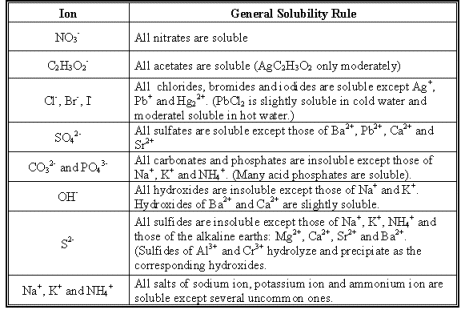 Ion General Solubility Rule
NO₃⁻ All nitrates are soluble
C₂H₃O₂⁻ All acetates are soluble (AgC₂H₃O₂ only moderately)
All chlorides, bromides and iodides are soluble except Ag⁺,
Cl⁻, Br⁻, I⁻ Pb⁺ and Hg₂²⁺. (PbCl₂ is slightly soluble in cold water and
moderatel soluble in hot water.)
SO₄²⁻ All sulfates are soluble except those of Ba²⁺, Pb²⁺, Ca²⁺ and
Sr²⁺
CO₃²⁻ and PO₄³⁻ All carbonates and phosphates are insoluble except those of
Na⁺, K⁺ and NH₄⁺. (Many acid phosphates are soluble).
OH⁻ All hydroxides are insoluble except those of Na⁺ and K⁺.
Hydroxides of Ba²⁺ and Ca²⁺ are slightly soluble.
All sulfides are insoluble except those of Na⁺, K⁺, NH₄⁺ and
S²⁻ those of the alkaline earths: Mg²⁺, Ca²⁺, Sr²⁺ and Ba²⁺.
(Sulfides of Al³⁺ and Cr³⁺ hydrolyze and precipiate as the
corresponding hydroxides.
Na⁺, K⁺ and NH₄⁺ All salts of sodium ion, potassium ion and ammonium ion are
soluble except several uncommon ones.